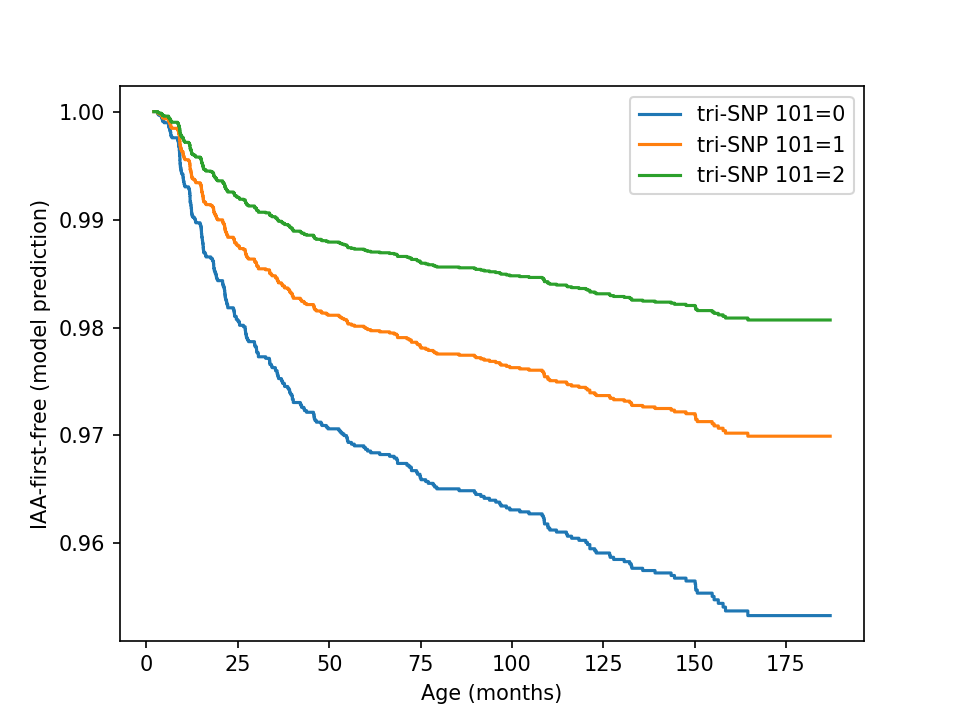 tri-SNP 101=0
tri-SNP 101=1
tri-SNP 101=2
1.00
0.99
0.98
0.97
0.96
IAA-first-free (model prediction)
0 25 50 75 100 125 150 175
Age (months)